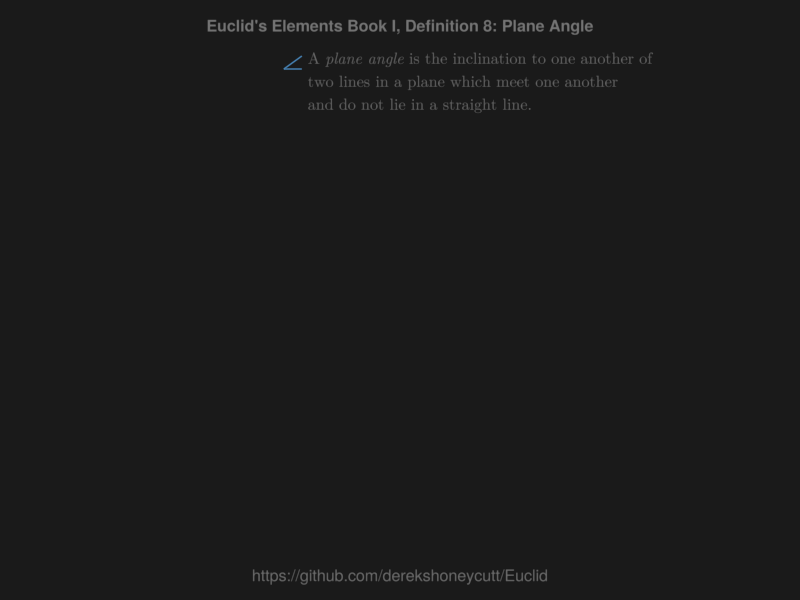 Euclid's Elements Book I, Definition 8: Plane Angle
A plane angle is the inclination to one another of
two lines in a plane which meet one another
and do not lie in a straight line.
https://github.com/derekshoneycutt/Euclid